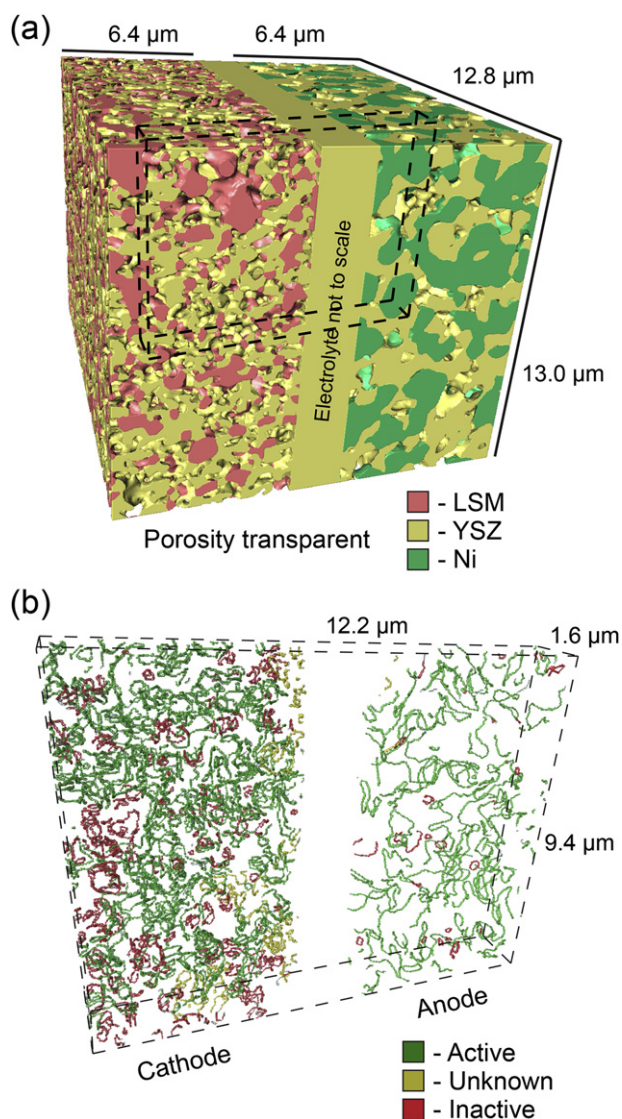 (a)
6.4 µm
6.4 µm
12.8 µm
Electrolyte not to scale
13.0 µm
Porosity transparent
- LSM
- YSZ
- Ni
(b)
12.2 µm
1.6 µm
9.4 µm
Cathode
Anode
- Active
- Unknown
- Inactive